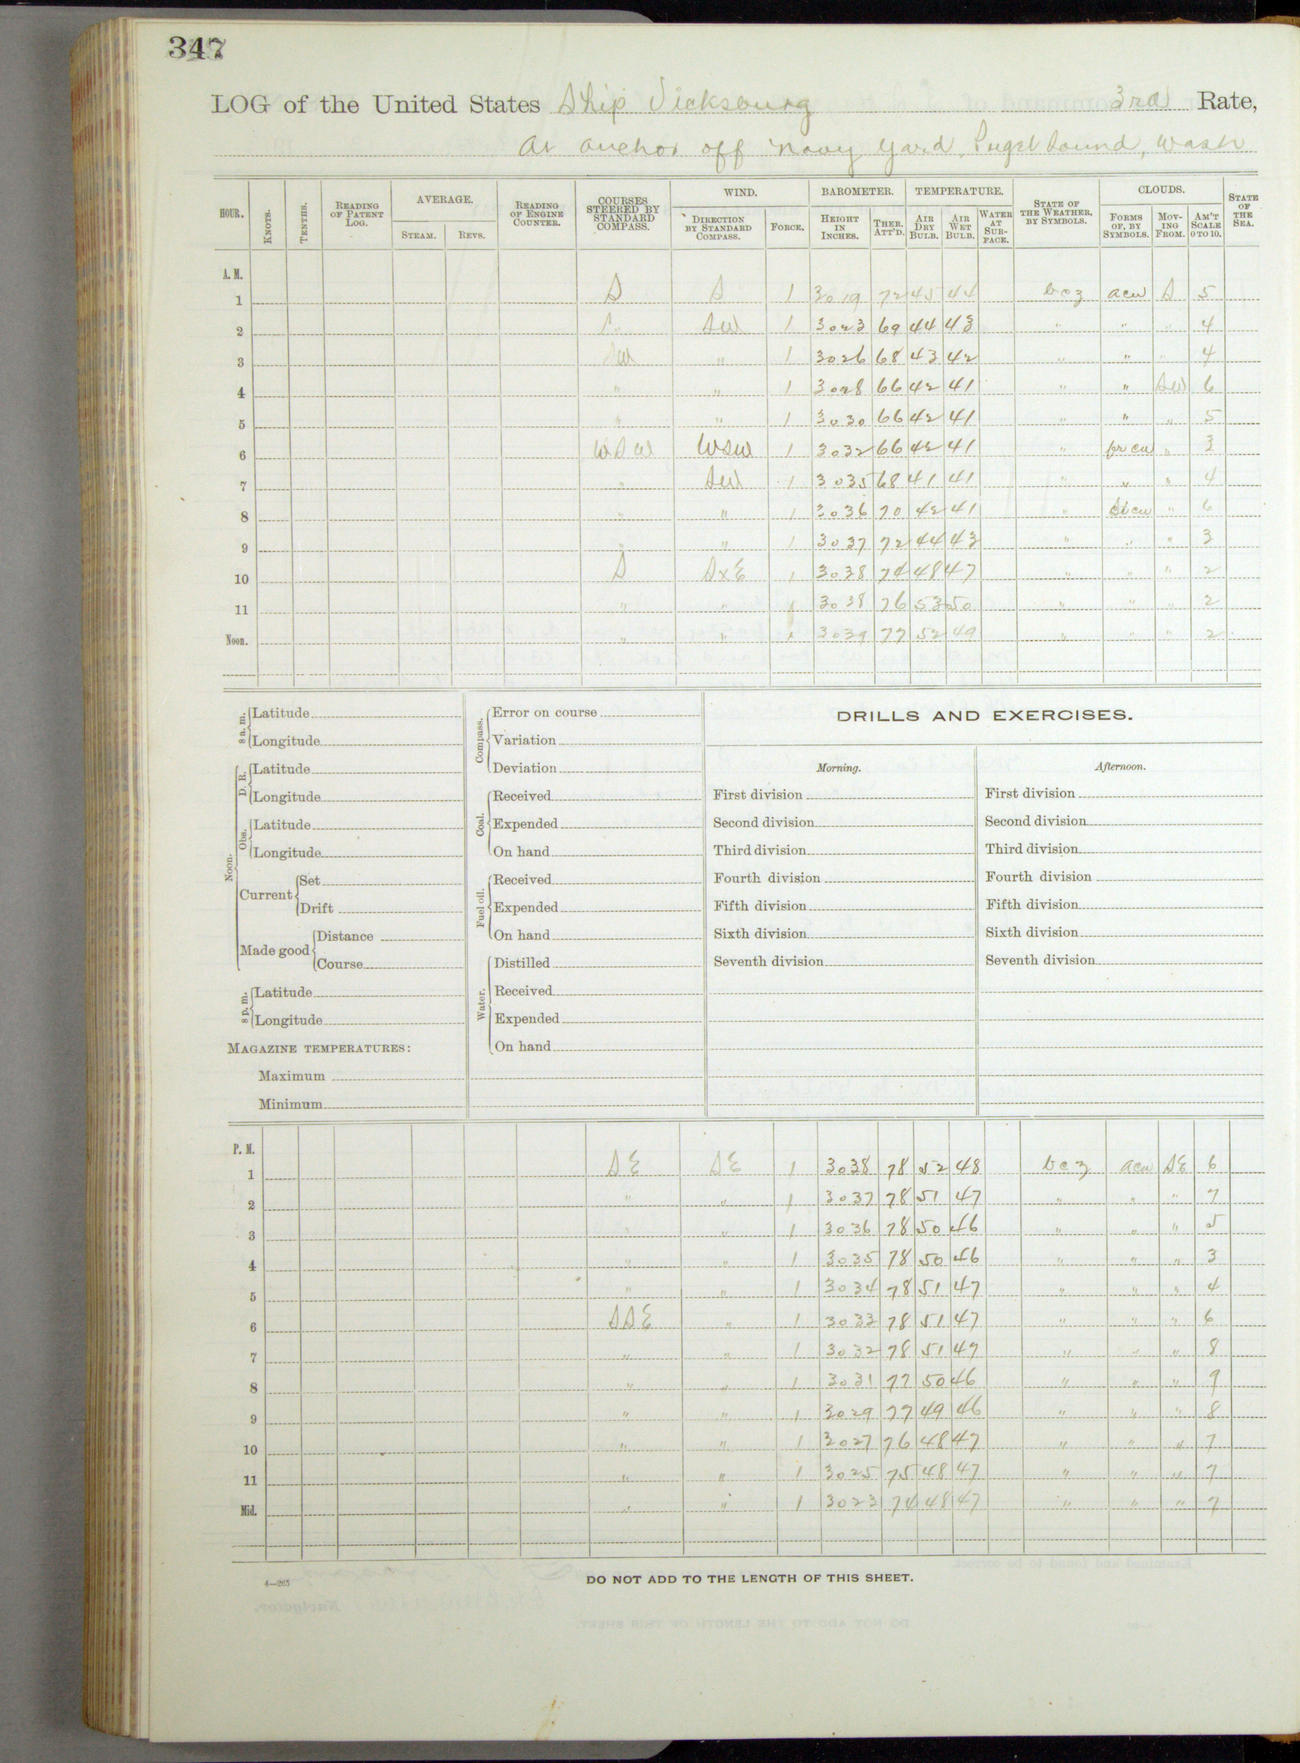 347
LOG of the United States Ship Vicksburg 3rd Rate,
At anchor off Navy Yard, Puget Sound, Wash
HOUR. KNOTS. TENTHS. READING OF PATENT LOG. AVERAGE. STEAM. REVS. READING OF ENGINE COUNTER. COURSES STEERED BY STANDARD COMPASS. WIND. DIRECTION BY STANDARD COMPASS. FORCE. BAROMETER. HEIGHT IN INCHES. THER. ATT'D. TEMPERATURE. AIR DRY BULB. AIR WET BULB. WATER AT SURFACE. STATE OF THE WEATHER, BY SYMBOLS. CLOUDS. FORMS OF, BY SYMBOLS. MOVING FROM. AM'T SCALE 0 TO 10. STATE OF THE SEA.
A. M.
1 S S 1 3019 72 45 44 bcz acu S 5
2 " SW 1 3023 69 44 43 " " " 4
3 SW " 1 3026 68 43 42 " " " 4
4 " " 1 3028 66 42 41 " " SW 6
5 " " 1 3030 66 42 41 " " " 5
6 WSW WSW 1 3032 66 42 41 " frcu " 3
7 " SW 1 3035 68 41 41 " " " 4
8 " " 1 3036 70 42 41 " Sicu " 6
9 " " 1 3037 72 44 43 " " " 3
10 S SxE 1 3038 74 48 47 " " " 2
11 " " 1 3038 76 53 50 " " " 2
Noon. " " 1 3039 77 52 49 " " " 2
8 a. m. Latitude
Longitude
Noon. D. R. Latitude
Longitude
Obs. Latitude
Longitude
Current Set
Drift
Made good Distance
Course
8 p. m. Latitude
Longitude
MAGAZINE TEMPERATURES:
Maximum
Minimum
Compass. Error on course
Variation
Deviation
Coal. Received
Expended
On hand
Fuel oil. Received
Expended
On hand
Water. Distilled
Received
Expended
On hand
DRILLS AND EXERCISES.
Morning. Afternoon.
First division First division
Second division Second division
Third division Third division
Fourth division Fourth division
Fifth division Fifth division
Sixth division Sixth division
Seventh division Seventh division
P. M.
1 SE SE 1 3038 78 52 48 bcz acu SE 6
2 " " 1 3037 78 51 47 " " " 7
3 " " 1 3036 78 50 46 " " " 5
4 " " 1 3035 78 50 46 " " " 3
5 " " 1 3034 78 51 47 " " " 4
6 SSE " 1 3033 78 51 47 " " " 6
7 " " 1 3032 78 51 47 " " " 8
8 " " 1 3031 77 50 46 " " " 9
9 " " 1 3029 77 49 46 " " " 8
10 " " 1 3027 76 48 47 " " " 7
11 " " 1 3025 75 48 47 " " " 7
Mid. " " 1 3023 74 48 47 " " " 7
4—265
DO NOT ADD TO THE LENGTH OF THIS SHEET.